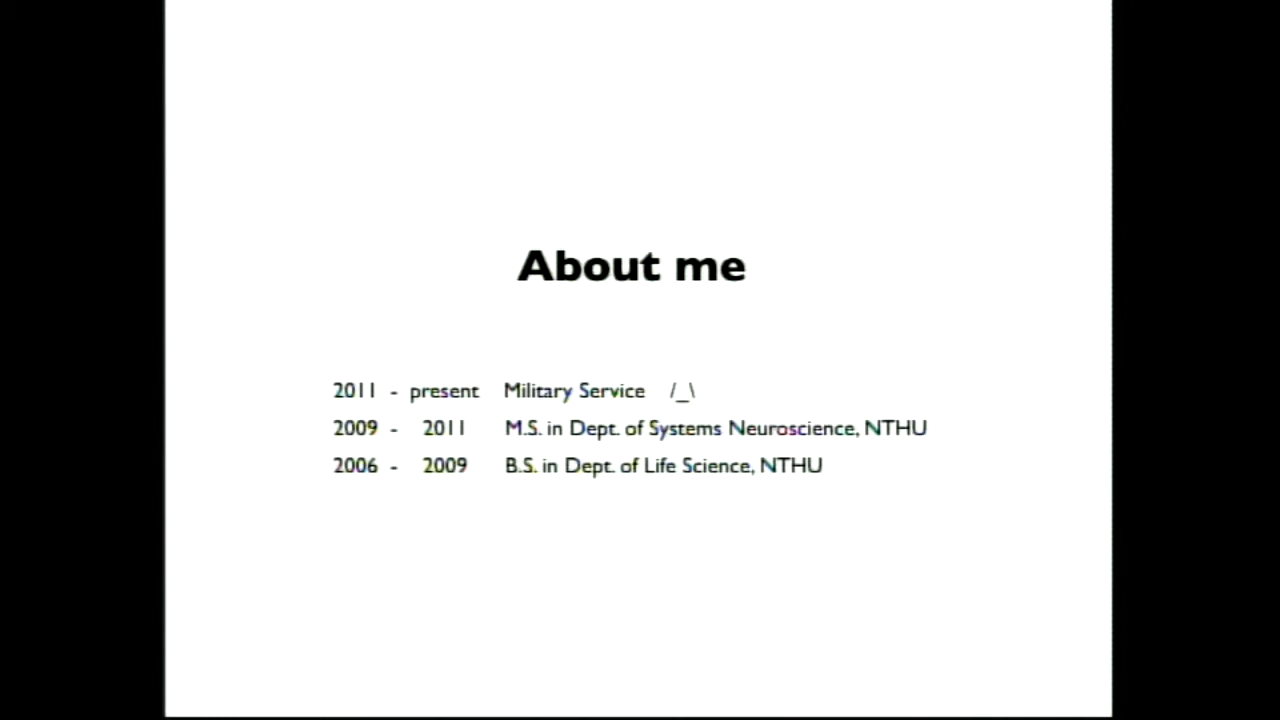 About me
2011 - present Military Service /_\
2009 - 2011 M.S. in Dept. of Systems Neuroscience, NTHU
2006 - 2009 B.S. in Dept. of Life Science, NTHU